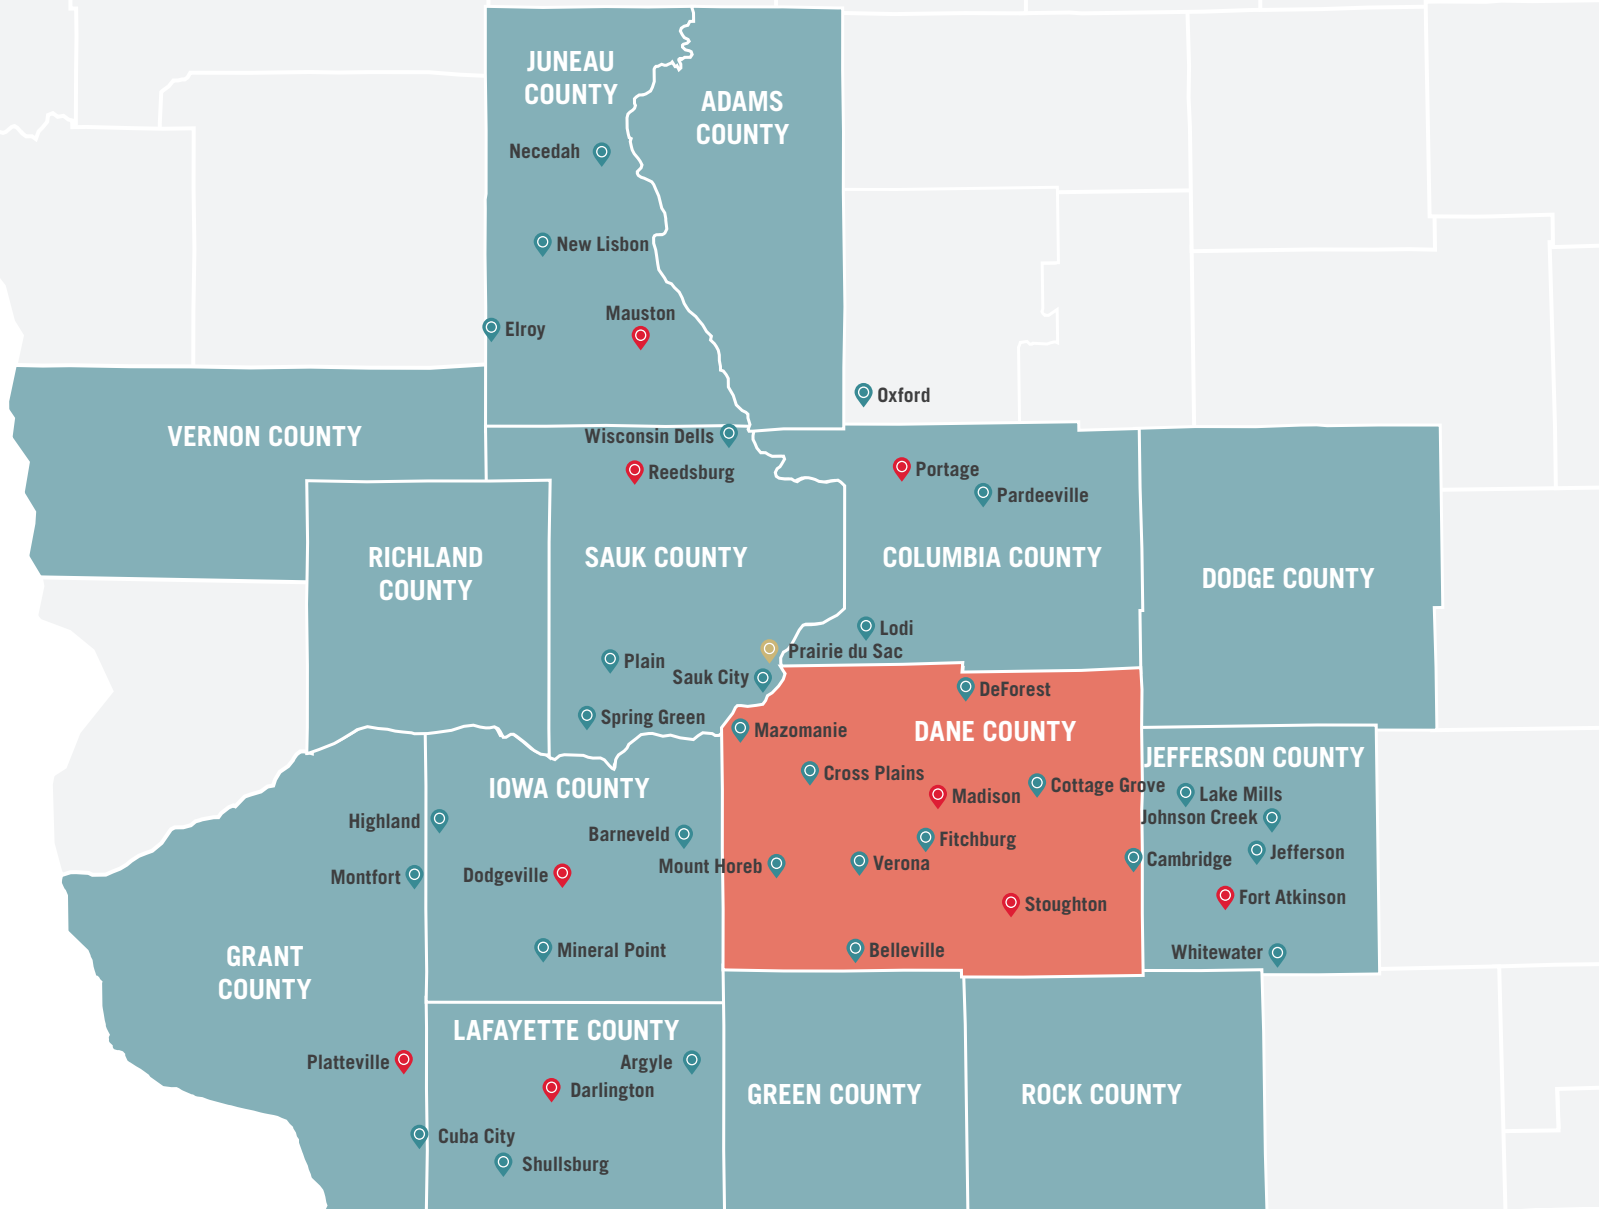 JUNEAU
COUNTY
ADAMS
COUNTY
Necedah
New Lisbon
Mauston
Elroy
Oxford
VERNON COUNTY
Wisconsin Dells
Reedsburg
Portage
Pardeeville
RICHLAND
COUNTY
SAUK COUNTY
COLUMBIA COUNTY
DODGE COUNTY
Lodi
Prairie du Sac
Plain
Sauk City
DeForest
Spring Green
Mazomanie
DANE COUNTY
JEFFERSON COUNTY
Cross Plains
IOWA COUNTY
Cottage Grove
Madison
Lake Mills
Johnson Creek
Highland
Barneveld
Fitchburg
Mount Horeb
Verona
Cambridge
Jefferson
Montfort
Dodgeville
Fort Atkinson
Stoughton
Mineral Point
Belleville
Whitewater
GRANT
COUNTY
LAFAYETTE COUNTY
Platteville
Argyle
Darlington
GREEN COUNTY
ROCK COUNTY
Cuba City
Shullsburg